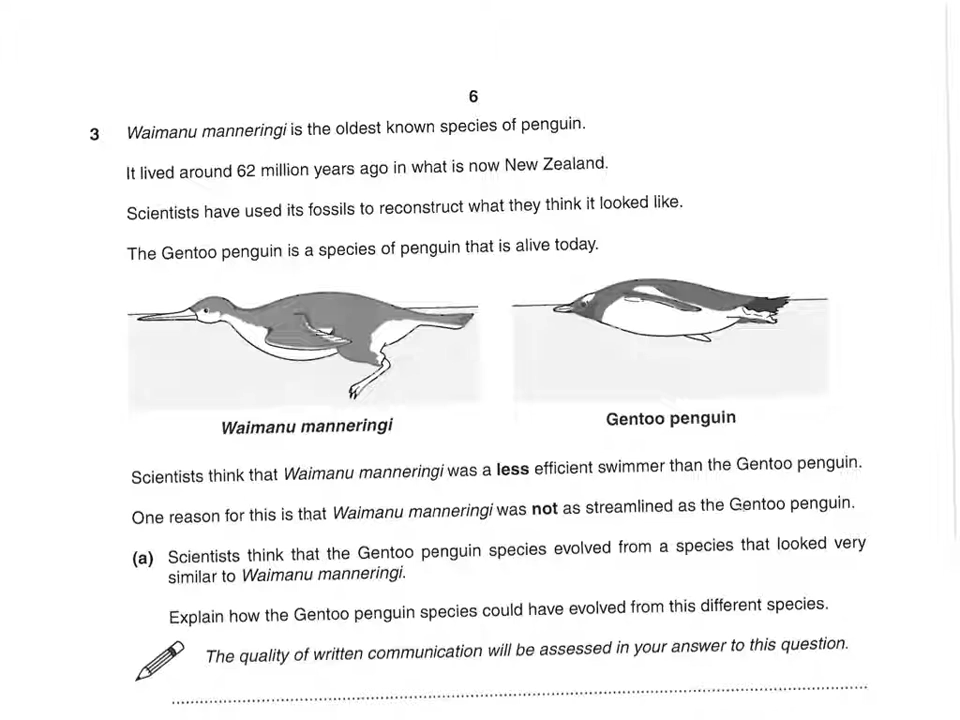 6
3 Waimanu manneringi is the oldest known species of penguin.
It lived around 62 million years ago in what is now New Zealand.
Scientists have used its fossils to reconstruct what they think it looked like.
The Gentoo penguin is a species of penguin that is alive today.
Waimanu manneringi
Gentoo penguin
Scientists think that Waimanu manneringi was a less efficient swimmer than the Gentoo penguin.
One reason for this is that Waimanu manneringi was not as streamlined as the Gentoo penguin.
(a) Scientists think that the Gentoo penguin species evolved from a species that looked very
similar to Waimanu manneringi.
Explain how the Gentoo penguin species could have evolved from this different species.
The quality of written communication will be assessed in your answer to this question.